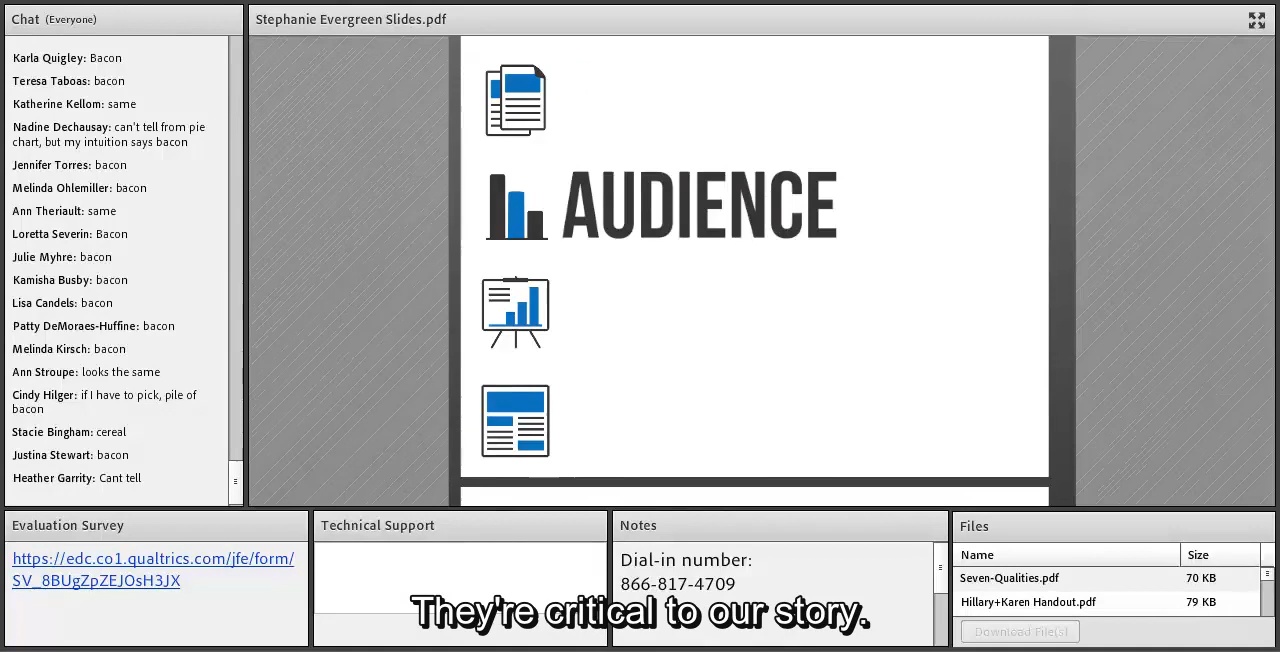 Chat (Everyone)
Karla Quigley: Bacon
Teresa Taboas: bacon
Katherine Kellom: same
Nadine Dechausay: can't tell from pie
chart, but my intuition says bacon
Jennifer Torres: bacon
Melinda Ohlemiller: bacon
Ann Theriault: same
Loretta Severin: Bacon
Julie Myhre: bacon
Kamisha Busby: bacon
Lisa Candels: bacon
Patty DeMoraes-Huffine: bacon
Melinda Kirsch: bacon
Ann Stroupe: looks the same
Cindy Hilger: if I have to pick, pile of
bacon
Stacie Bingham: cereal
Justina Stewart: bacon
Heather Garrity: Cant tell
Stephanie Evergreen Slides.pdf
AUDIENCE
Evaluation Survey
https://edc.co1.qualtrics.com/jfe/form/
SV_8BUgZpZEJOsH3JX
Technical Support
Notes
Dial-in number:
866-817-4709
Files
Name Size
Seven-Qualities.pdf 70 KB
Hillary+Karen Handout.pdf 79 KB
Download File(s)
They're critical to our story.